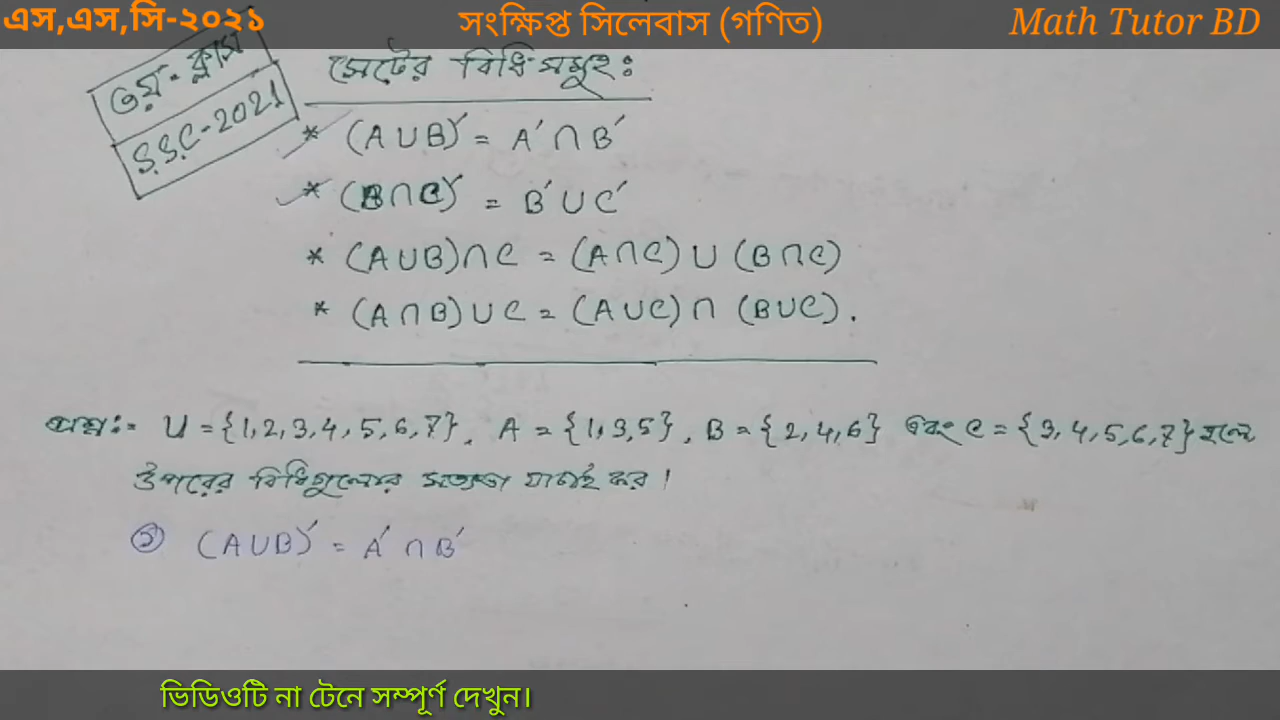 এস,এস,সি-২০২১
সংক্ষিপ্ত সিলেবাস (গণিত)
Math Tutor BD
৩য়-ক্লাস
S.S.C-2021
সেটের বিধিসমূহঃ
* (A∪B)′ = A′∩B′
* (B∩C)′ = B′∪C′
* (A∪B)∩C = (A∩C)∪(B∩C)
* (A∩B)∪C = (A∪C)∩(B∪C).
প্রশ্নঃ- U = {1,2,3,4,5,6,7}, A = {1,3,5}, B = {2,4,6} এবং C = {3,4,5,6,7} হলে
উপরের বিধিগুলোর সত্যতা যাচাই কর।
① (A∪B)′ = A′∩B′
ভিডিওটি না টেনে সম্পূর্ণ দেখুন।